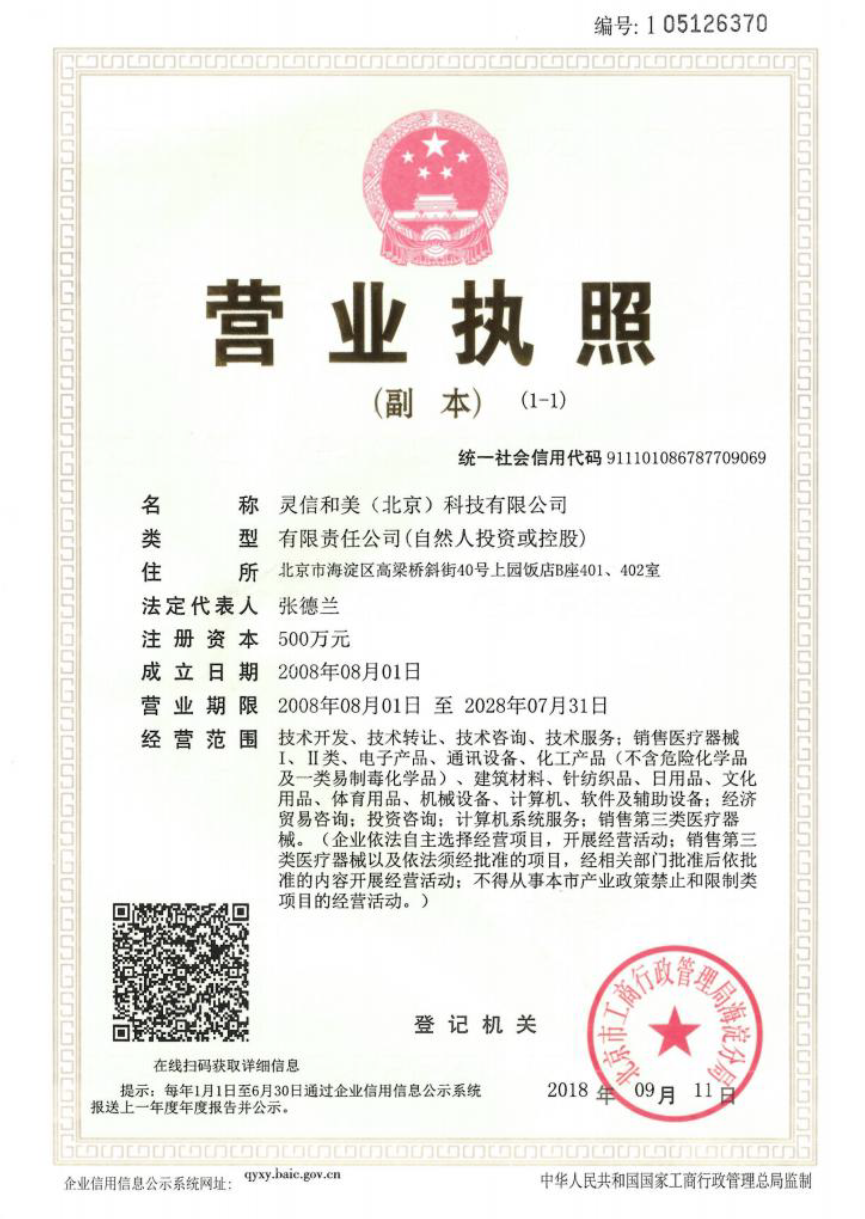 编号: 1 05126370
营业执照
(副 本) (1-1)
统一社会信用代码 911101086787709069
名 称 灵信和美（北京）科技有限公司
类 型 有限责任公司(自然人投资或控股)
住 所 北京市海淀区高梁桥斜街40号上园饭店B座401、402室
法定代表人 张德兰
注册资本 500万元
成立日期 2008年08月01日
营业期限 2008年08月01日 至 2028年07月31日
经营范围 技术开发、技术转让、技术咨询、技术服务；销售医疗器械
I、II类、电子产品、通讯设备、化工产品（不含危险化学品
及一类易制毒化学品）、建筑材料、针纺织品、日用品、文化
用品、体育用品、机械设备、计算机、软件及辅助设备；经济
贸易咨询；投资咨询；计算机系统服务；销售第三类医疗器
械。（企业依法自主选择经营项目，开展经营活动；销售第三
类医疗器械以及依法须经批准的项目，经相关部门批准后依批
准的内容开展经营活动；不得从事本市产业政策禁止和限制类
项目的经营活动。）
北京市工商行政管理局海淀分局
登记机关
在线扫码获取详细信息
提示：每年1月1日至6月30日通过企业信用信息公示系统
报送上一年度年度报告并公示。
2018 年 09月 11日
企业信用信息公示系统网址： qyxy.baic.gov.cn
中华人民共和国国家工商行政管理总局监制